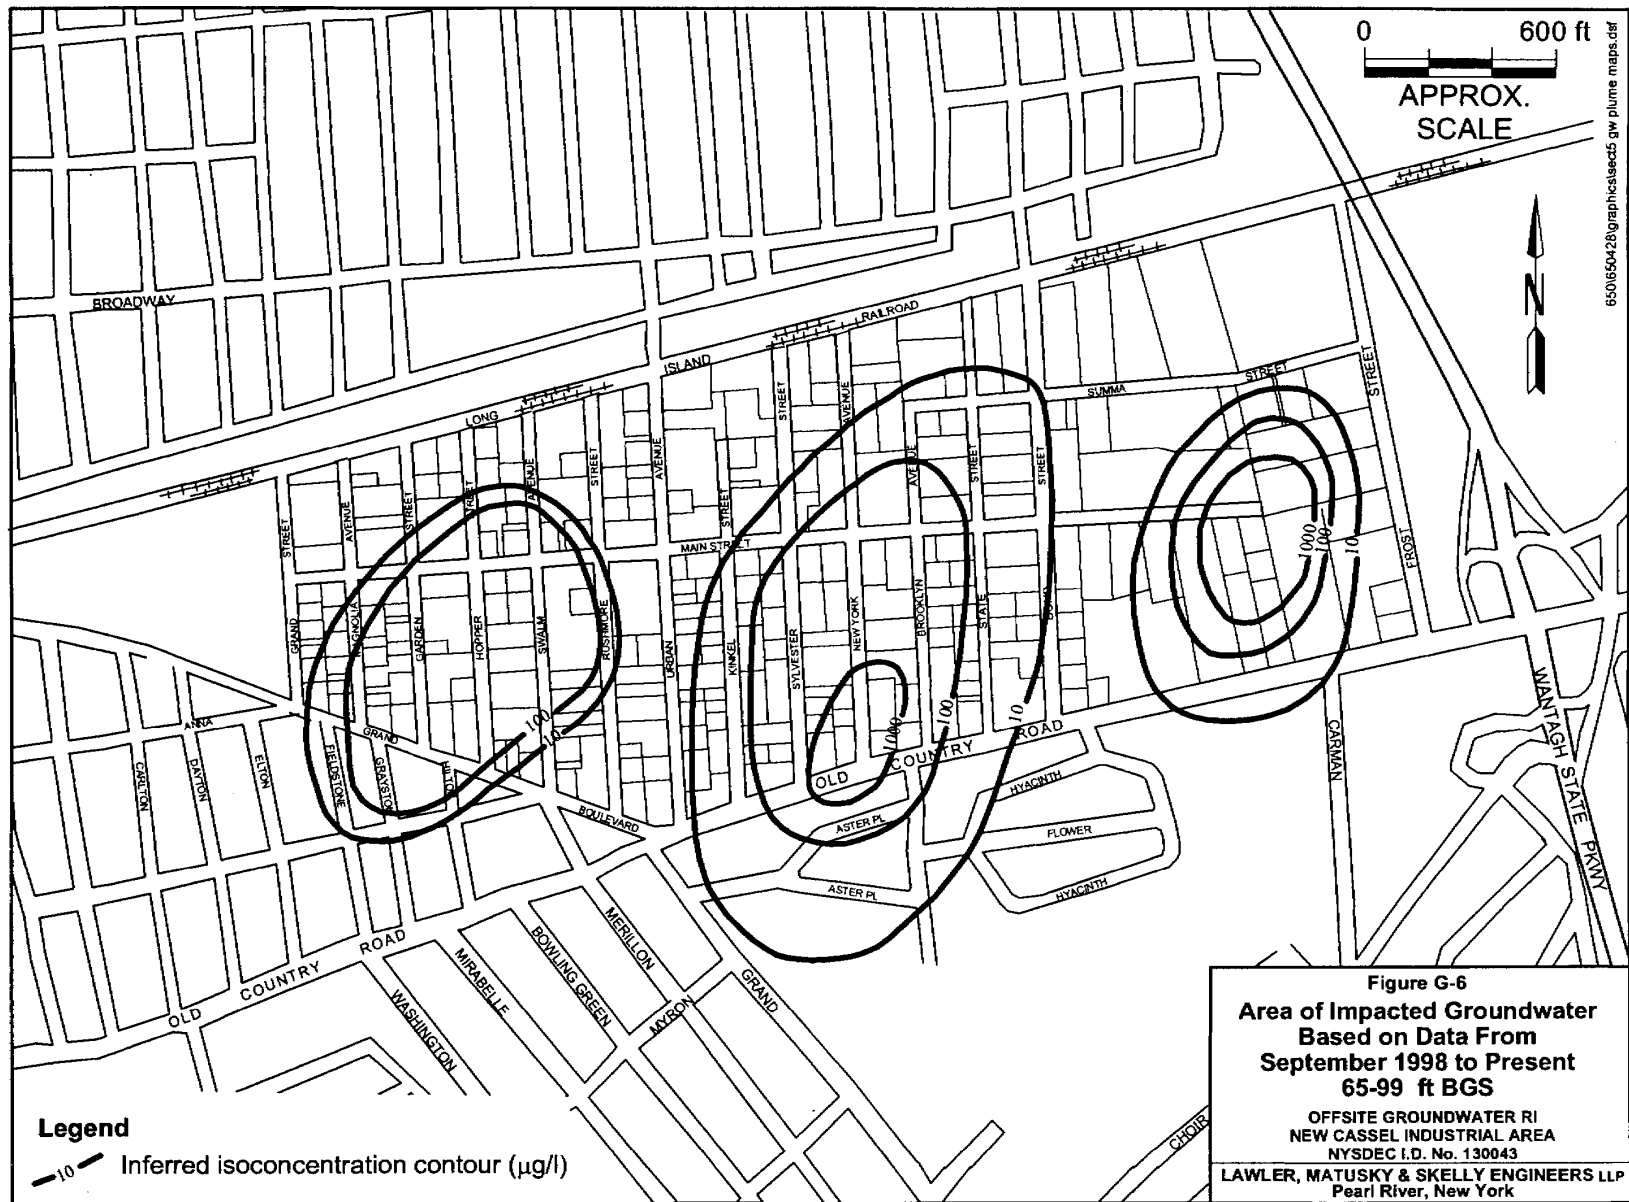 0 600 ft
APPROX.
SCALE
650\650428\graphics\sect5 gw plume maps.dsf
N
BROADWAY
LONG
ISLAND
RAILROAD
SUMMA
STREET
STREET
FROST
STREET
AVENUE
STREET
STREET
AVENUE
STREET
AVENUE
STREET
STREET
AVENUE
AVENUE
STREET
STREET
MAIN STREET
GRAND
MAGNOLIA
GARDEN
HOPPER
SWALM
RUSHMORE
URBAN
KINKEL
SYLVESTER
NEW YORK
BROOKLYN
STATE
1000
100
10
100
10
1000
100
10
ANNA
GRAND
BOULEVARD
CARLTON
DAYTON
ELTON
FIELDSTONE
OLD COUNTRY ROAD
ASTER PL
ASTER PL
HYACINTH
FLOWER
HYACINTH
CARMAN
WANTAGH STATE PKWY
OLD COUNTRY ROAD
WASHINGTON
MIRABELLE
BOWLING GREEN
MERILLON
MYRON
GRAND
CHOIR
Legend
10 Inferred isoconcentration contour (µg/l)
Figure G-6
Area of Impacted Groundwater
Based on Data From
September 1998 to Present
65-99 ft BGS
OFFSITE GROUNDWATER RI
NEW CASSEL INDUSTRIAL AREA
NYSDEC I.D. No. 130043
LAWLER, MATUSKY & SKELLY ENGINEERS LLP
Pearl River, New York